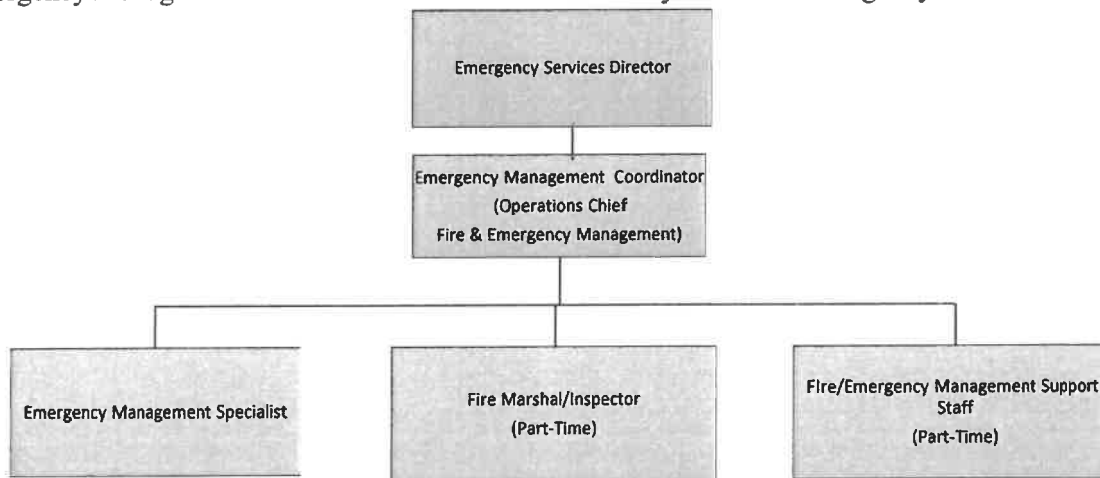 Emergency Services Director
Emergency Management Coordinator
(Operations Chief
Fire & Emergency Management)
Emergency Management Specialist
Fire Marshal/Inspector
(Part-Time)
Fire/Emergency Management Support
Staff
(Part-Time)